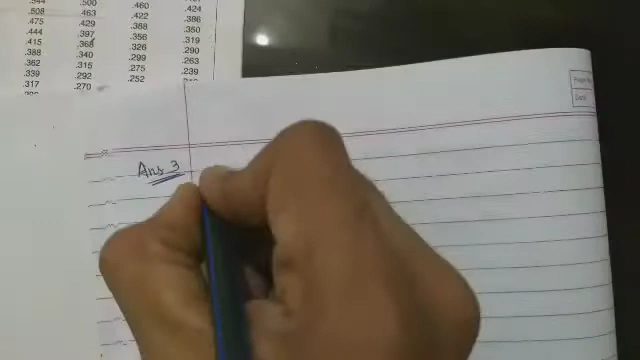 .544 .500 .460 .424
.508 .463 .422 .386
.475 .429 .388 .350
.444 .397 .356 .319
.415 .368 .326 .290
.388 .340 .299 .263
.362 .315 .275 .239
.339 .292 .252
.317 .270
Ans 3
Date